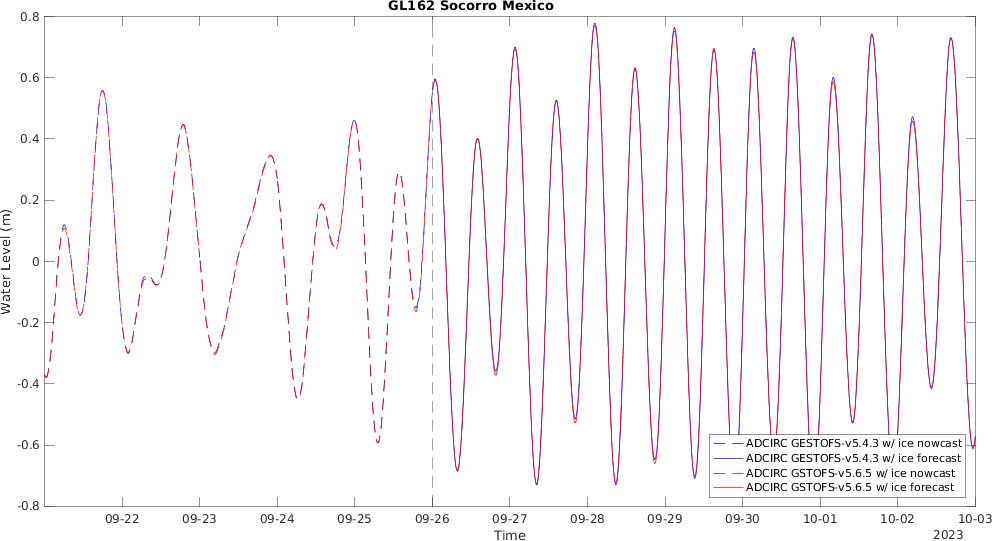 GL162 Socorro Mexico
0.8
0.6
0.4
0.2
0
-0.2
-0.4
-0.6
-0.8
Water Level (m)
ADCIRC GESTOFS-v5.4.3 w/ ice nowcast
ADCIRC GESTOFS-v5.4.3 w/ ice forecast
ADCIRC GSTOFS-v5.6.5 w/ ice nowcast
ADCIRC GSTOFS-v5.6.5 w/ ice forecast
09-22 09-23 09-24 09-25 09-26 09-27 09-28 09-29 09-30 10-01 10-02 10-03
Time
2023